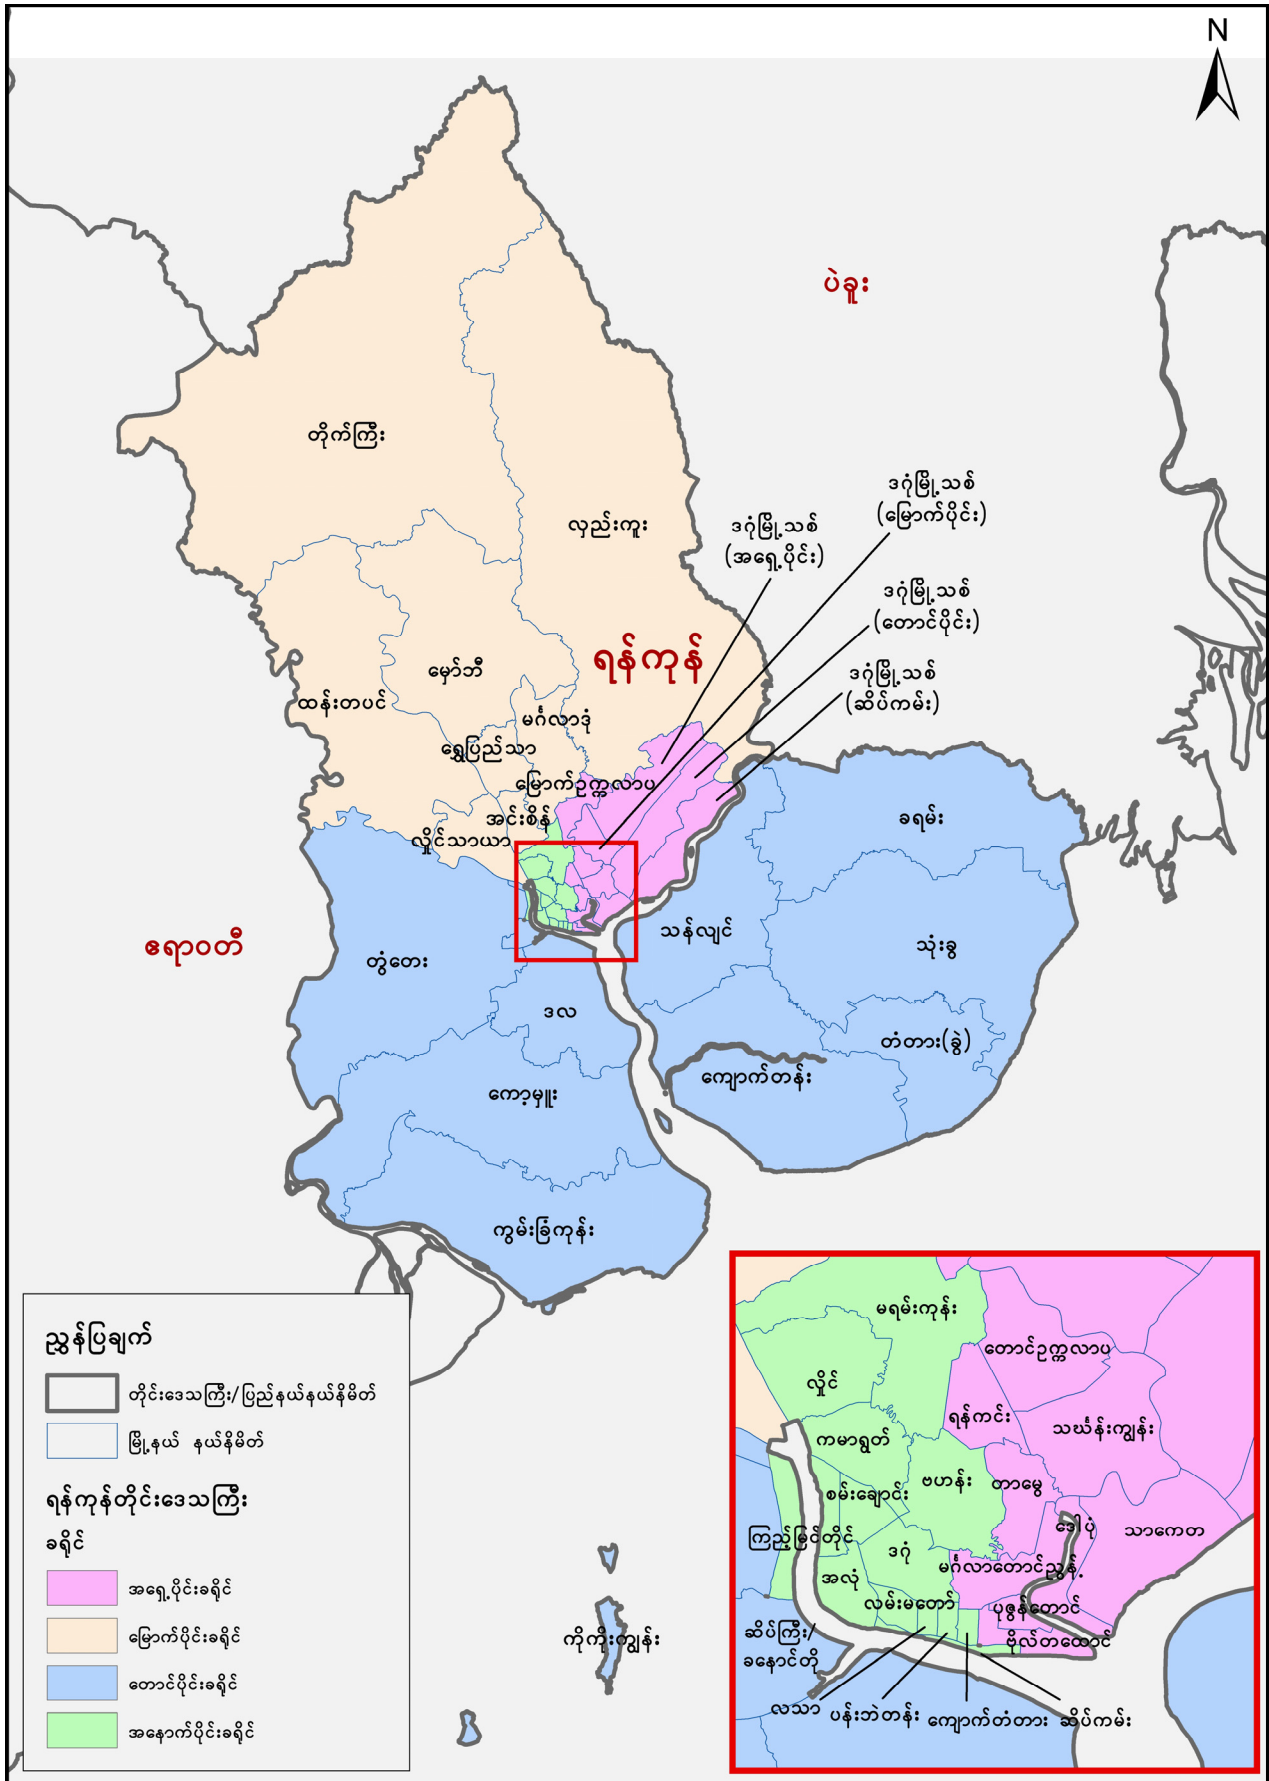 N
ပဲခူး
တိုက်ကြီး
ဒဂုံမြို့သစ်
(မြောက်ပိုင်း)
လှည်းကူး
ဒဂုံမြို့သစ်
(အရှေ့ပိုင်း)
ဒဂုံမြို့သစ်
(တောင်ပိုင်း)
ရန်ကုန်
မှော်ဘီ
ဒဂုံမြို့သစ်
(ဆိပ်ကမ်း)
ထန်းတပင်
မင်္ဂလာဒုံ
ရွှေပြည်သာ
မြောက်ဥက္ကလာပ
အင်းစိန်
ခရမ်း
လှိုင်သာယာ
သန်လျင်
ဧရာဝတီ
သုံးခွ
တွံတေး
ဒလ
တံတား(ခွဲ)
ကျောက်တန်း
ကော့မှူး
ကွမ်းခြံကုန်း
ညွှန်ပြချက်
တိုင်းဒေသကြီး/ပြည်နယ်နယ်နိမိတ်
မြို့နယ် နယ်နိမိတ်
ရန်ကုန်တိုင်းဒေသကြီး
ခရိုင်
အရှေ့ပိုင်းခရိုင်
မြောက်ပိုင်းခရိုင်
တောင်ပိုင်းခရိုင်
အနောက်ပိုင်းခရိုင်
ကိုကိုးကျွန်း
မရမ်းကုန်း
တောင်ဥက္ကလာပ
လှိုင်
ရန်ကင်း
သင်္ဃန်းကျွန်း
ကမာရွတ်
ဗဟန်း
တာမွေ
စမ်းချောင်း
ဒေါပုံ
သာကေတ
ကြည့်မြင်တိုင်
ဒဂုံ
မင်္ဂလာတောင်ညွန့်
အလုံ
လမ်းမတော်
ပုဇွန်တောင်
ဆိပ်ကြီး/
ခနောင်တို
ဗိုလ်တထောင်
လသာ
ပန်းဘဲတန်း
ကျောက်တံတား
ဆိပ်ကမ်း